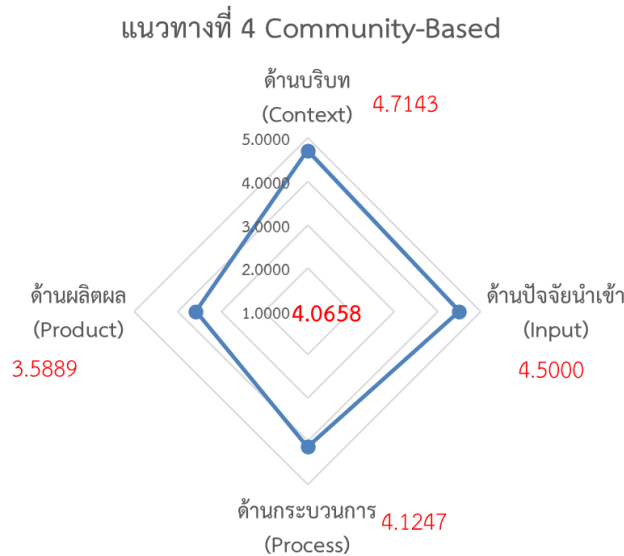 แนวทางที่ 4 Community-Based
ด้านบริบท
(Context)
4.7143
5.0000
4.0000
3.0000
2.0000
1.0000
4.0658
ด้านปัจจัยนำเข้า
(Input)
4.5000
ด้านผลิตผล
(Product)
3.5889
ด้านกระบวนการ
(Process)
4.1247